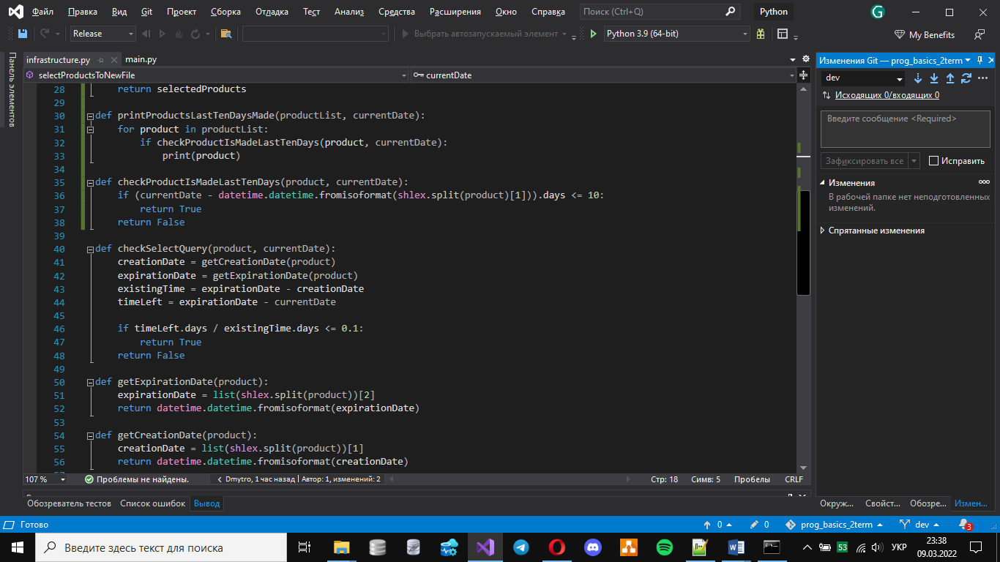 Файл Правка Вид Git Проект Сборка Отладка Тест Анализ Средства Расширения Окно Справка Поиск (Ctrl+Q) Python G
Release Выбрать автозапускаемый элемент Python 3.9 (64-bit) My Benefits
Панель элементов
infrastructure.py main.py
selectProductsToNewFile currentDate
28 return selectedProducts
29
30 def printProductsLastTenDaysMade(productList, currentDate):
31 for product in productList:
32 if checkProductIsMadeLastTenDays(product, currentDate):
33 print(product)
34
35 def checkProductIsMadeLastTenDays(product, currentDate):
36 if (currentDate - datetime.datetime.fromisoformat(shlex.split(product)[1])).days <= 10:
37 return True
38 return False
39
40 def checkSelectQuery(product, currentDate):
41 creationDate = getCreationDate(product)
42 expirationDate = getExpirationDate(product)
43 existingTime = expirationDate - creationDate
44 timeLeft = expirationDate - currentDate
45
46 if timeLeft.days / existingTime.days <= 0.1:
47 return True
48 return False
49
50 def getExpirationDate(product):
51 expirationDate = list(shlex.split(product))[2]
52 return datetime.datetime.fromisoformat(expirationDate)
53
54 def getCreationDate(product):
55 creationDate = list(shlex.split(product))[1]
56 return datetime.datetime.fromisoformat(creationDate)
107 % Проблемы не найдены. Dmytro, 1 час назад | Автор: 1, изменений: 2 Стр: 18 Симв: 5 Пробелы CRLF
Обозреватель тестов Список ошибок Вывод
Изменения Git — prog_basics_2term
dev
Исходящих 0/входящих 0
Введите сообщение <Required>
Зафиксировать все Исправить
Изменения
В рабочей папке нет неподготовленных
изменений.
Спрятанные изменения
Окруж... Свойст... Обозре... Измен...
Готово 0 0 prog_basics_2term dev 3
Введите здесь текст для поиска 53 УКР 23:38
09.03.2022